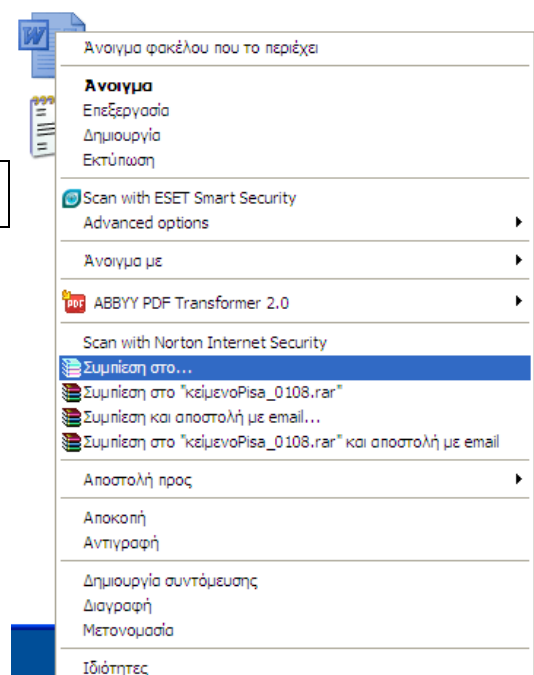 Άνοιγμα φακέλου που το περιέχει
Άνοιγμα
Επεξεργασία
Δημιουργία
Εκτύπωση
Scan with ESET Smart Security
Advanced options
Άνοιγμα με
ABBYY PDF Transformer 2.0
Scan with Norton Internet Security
Συμπίεση στο...
Συμπίεση στο "κείμενοPisa_0108.rar"
Συμπίεση και αποστολή με email...
Συμπίεση στο "κείμενοPisa_0108.rar" και αποστολή με email
Αποστολή προς
Αποκοπή
Αντιγραφή
Δημιουργία συντόμευσης
Διαγραφή
Μετονομασία
Ιδιότητες